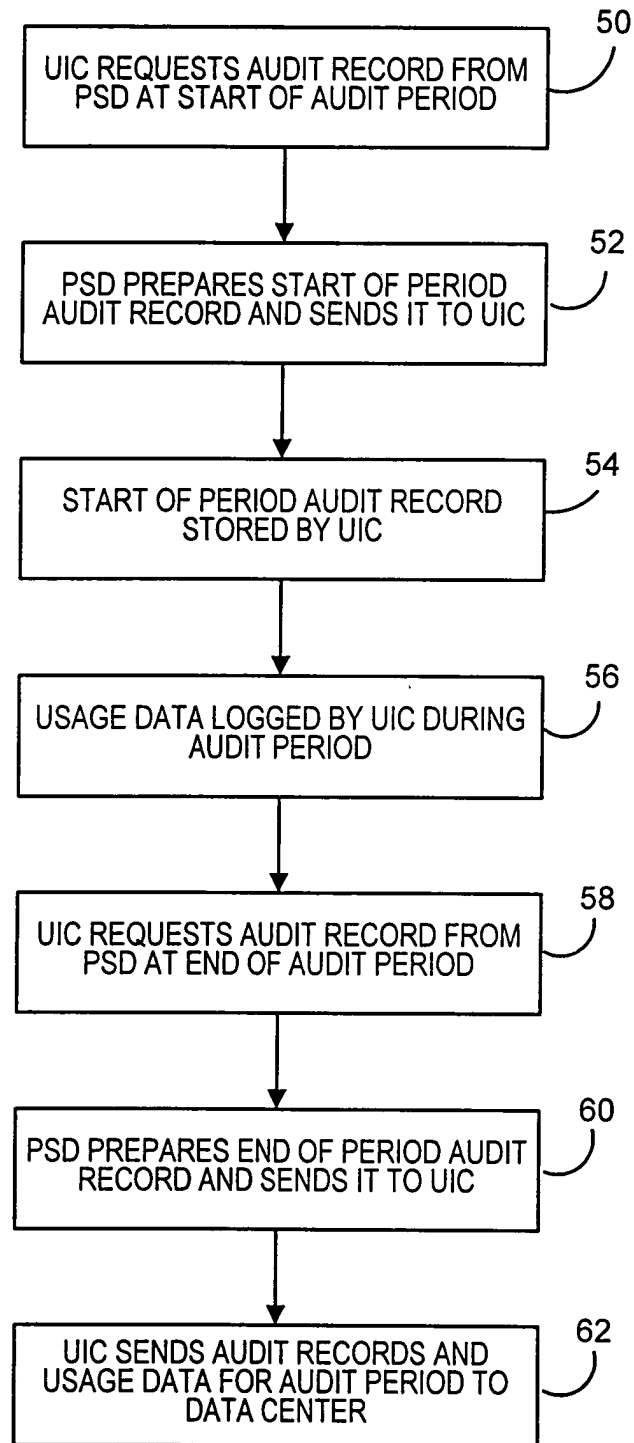 50
UIC REQUESTS AUDIT RECORD FROM
PSD AT START OF AUDIT PERIOD
52
PSD PREPARES START OF PERIOD
AUDIT RECORD AND SENDS IT TO UIC
54
START OF PERIOD AUDIT RECORD
STORED BY UIC
56
USAGE DATA LOGGED BY UIC DURING
AUDIT PERIOD
58
UIC REQUESTS AUDIT RECORD FROM
PSD AT END OF AUDIT PERIOD
60
PSD PREPARES END OF PERIOD AUDIT
RECORD AND SENDS IT TO UIC
62
UIC SENDS AUDIT RECORDS AND
USAGE DATA FOR AUDIT PERIOD TO
DATA CENTER